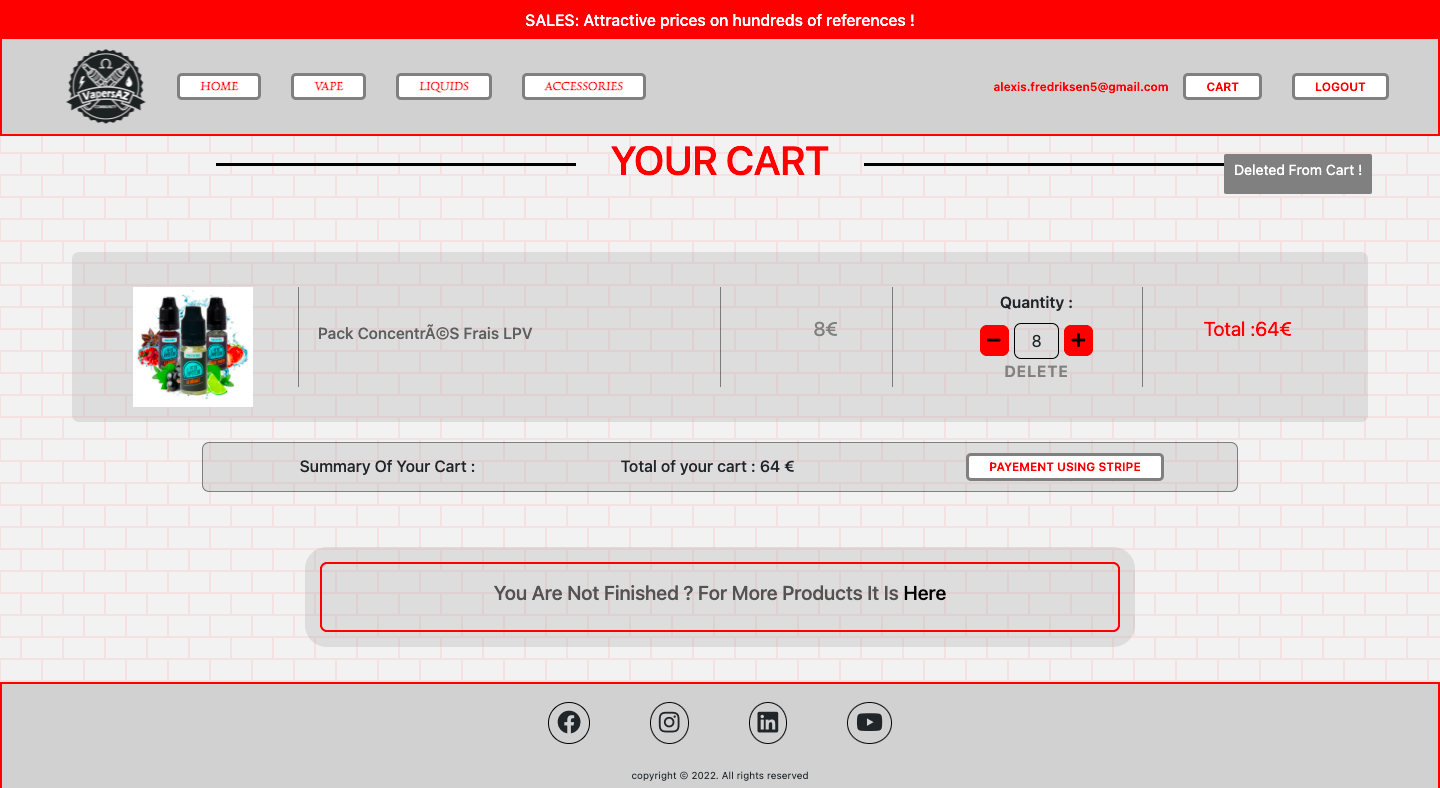 SALES: Attractive prices on hundreds of references !
VapersAZ
HOME
VAPE
LIQUIDS
ACCESSORIES
alexis.fredriksen5@gmail.com
CART
LOGOUT
YOUR CART
Deleted From Cart !
Pack ConcentrÃ©S Frais LPV
8€
Quantity :
8
DELETE
Total :64€
Summary Of Your Cart :
Total of your cart : 64 €
PAYEMENT USING STRIPE
You Are Not Finished ? For More Products It Is Here
copyright © 2022. All rights reserved